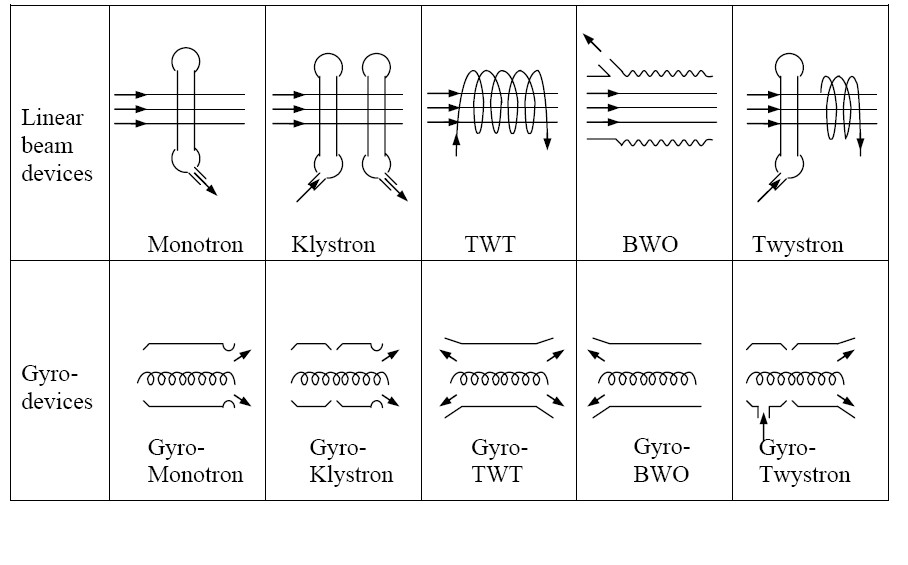 Linear
beam
devices
Monotron
Klystron
TWT
BWO
Twystron
Gyro-
devices
Gyro-
Monotron
Gyro-
Klystron
Gyro-
TWT
Gyro-
BWO
Gyro-
Twystron